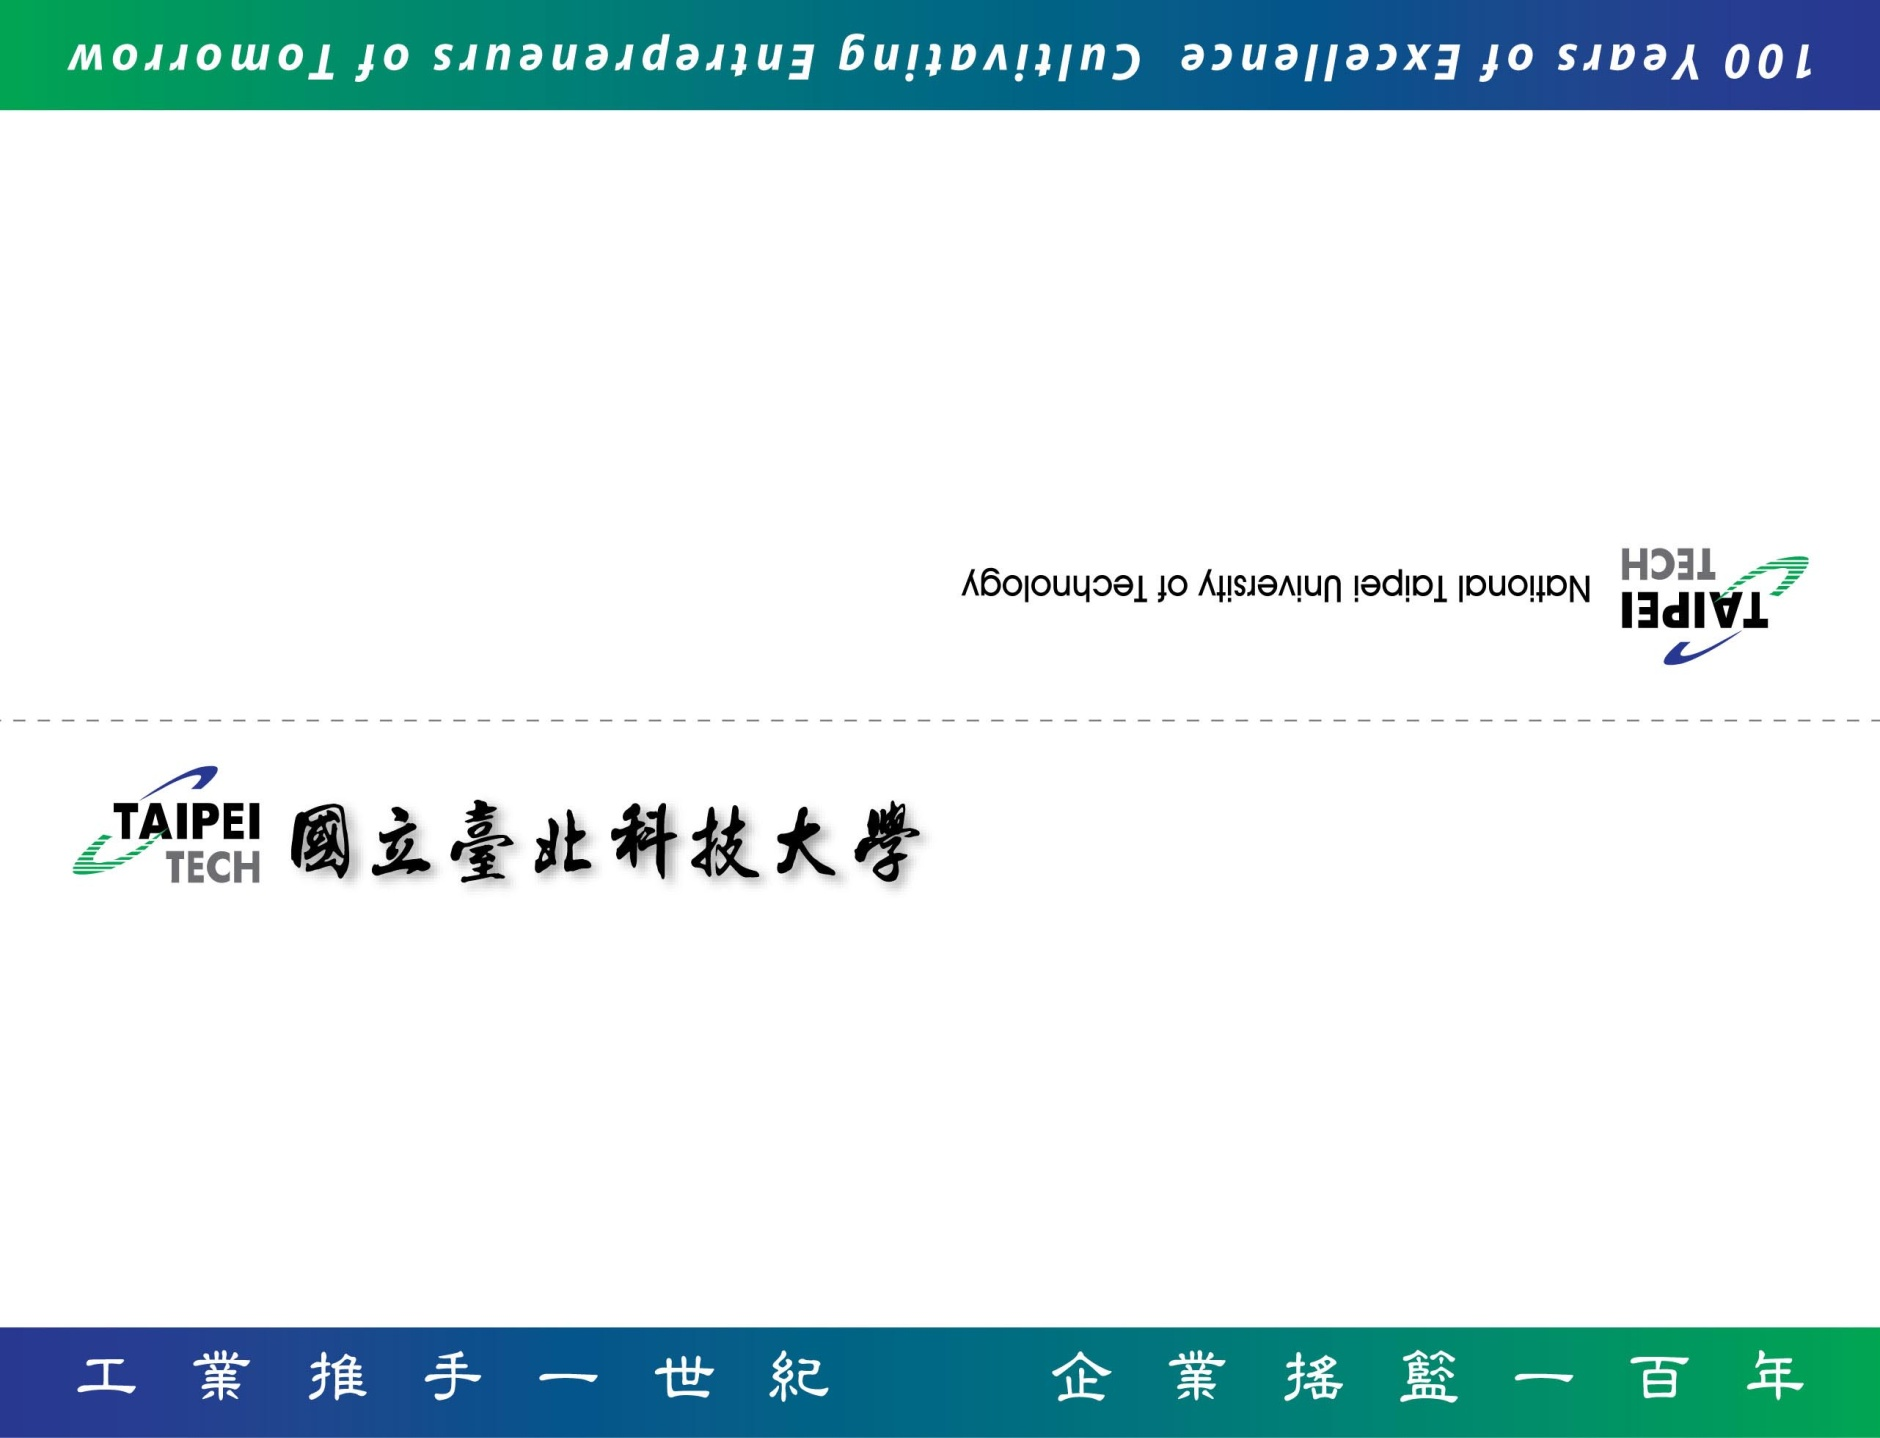 100 Years of Excellence Cultivating Entrepreneurs of Tomorrow
TAIPEI
TECH
National Taipei University of Technology
TAIPEI
TECH
國立臺北科技大學
工業推手一世紀 企業搖籃一百年